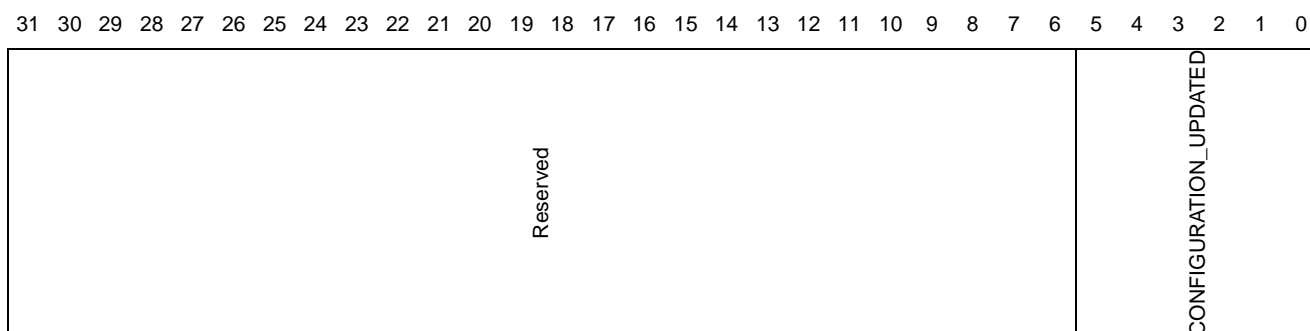 31 30 29 28 27 26 25 24 23 22 21 20 19 18 17 16 15 14 13 12 11 10 9 8 7 6 5 4 3 2 1 0
Reserved
CONFIGURATION_UPDATED